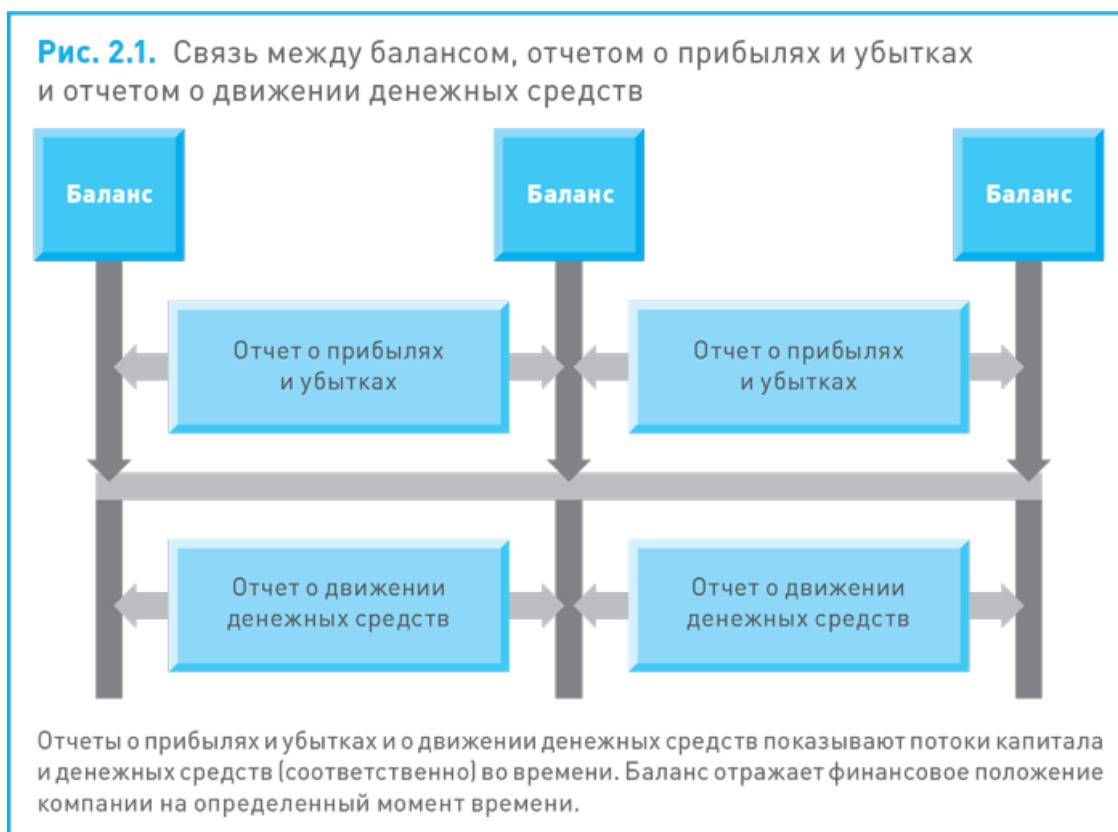 Рис. 2.1. Связь между балансом, отчетом о прибылях и убытках
и отчетом о движении денежных средств
Баланс
Баланс
Баланс
Отчет о прибылях
и убытках
Отчет о прибылях
и убытках
Отчет о движении
денежных средств
Отчет о движении
денежных средств
Отчеты о прибылях и убытках и о движении денежных средств показывают потоки капитала
и денежных средств (соответственно) во времени. Баланс отражает финансовое положение
компании на определенный момент времени.